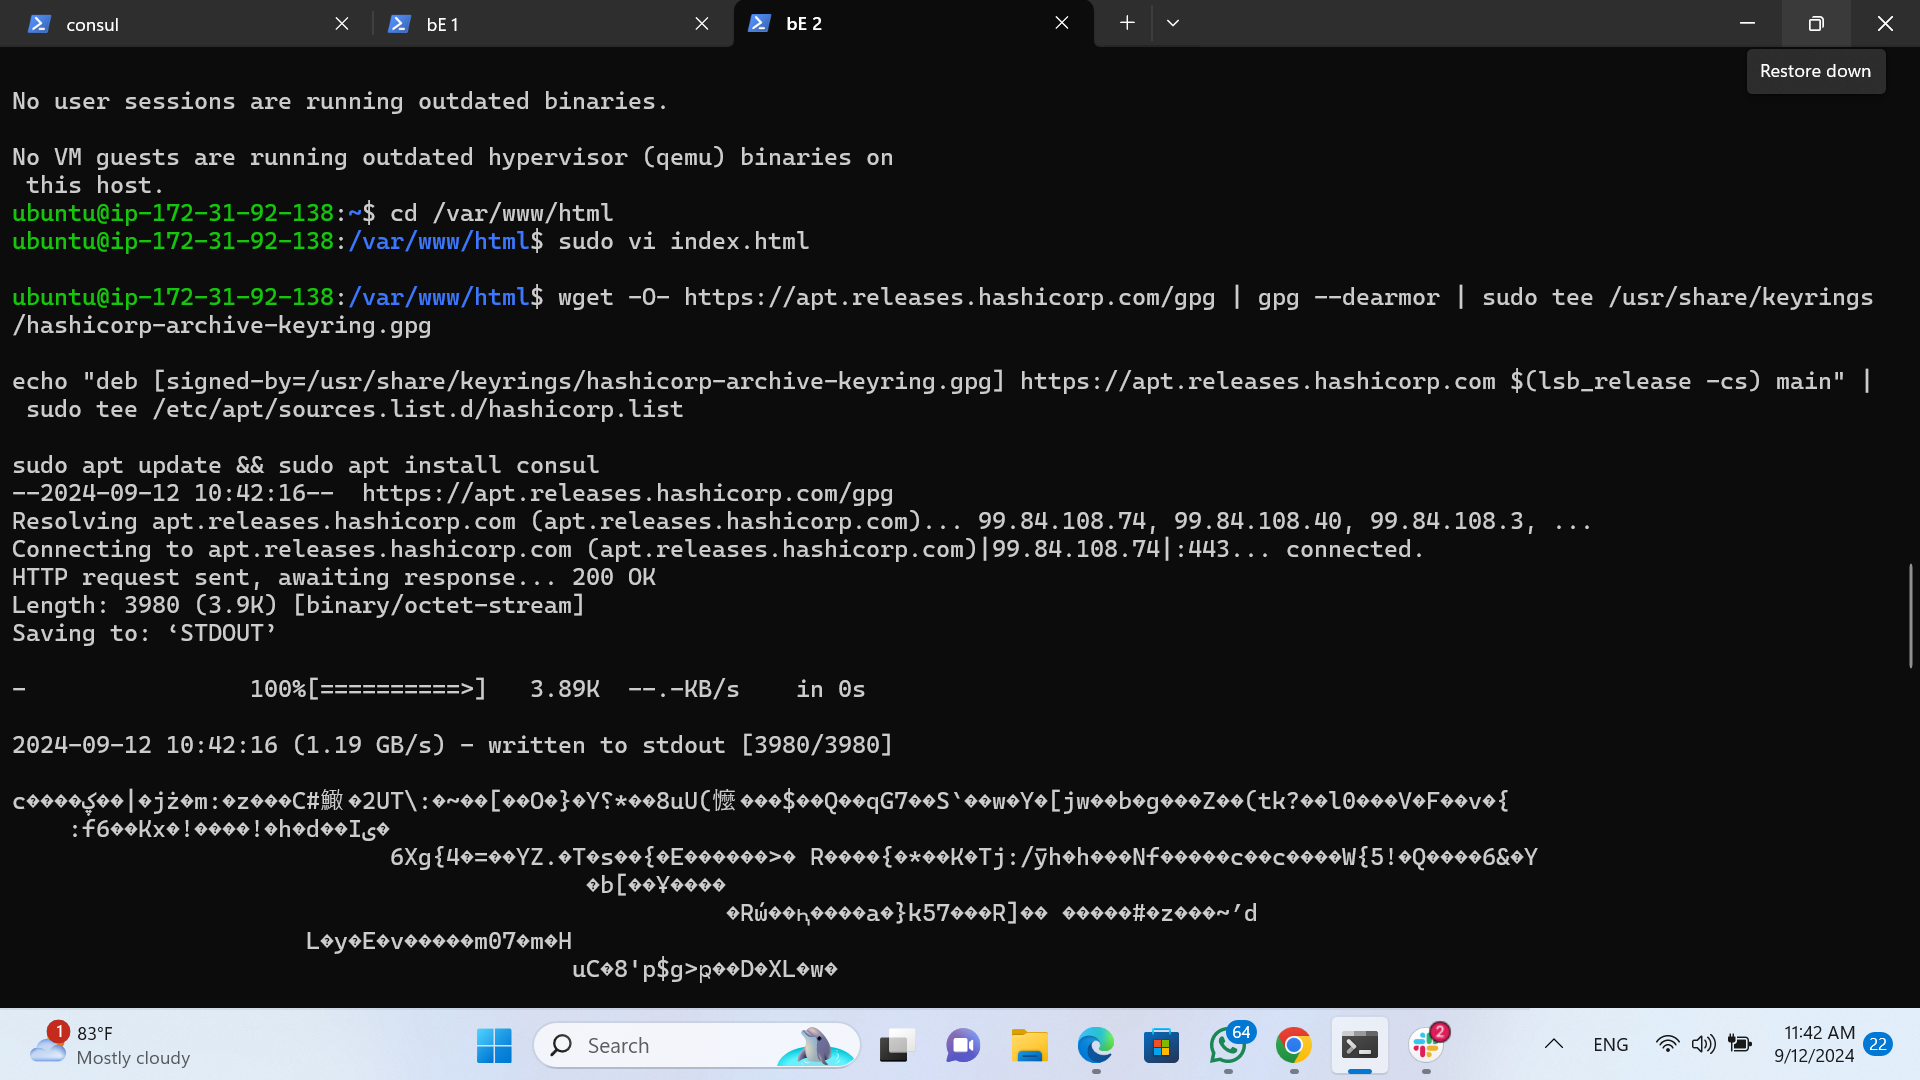 consul
bE 1
bE 2
Restore down
No user sessions are running outdated binaries.
No VM guests are running outdated hypervisor (qemu) binaries on
this host.
ubuntu@ip-172-31-92-138:~$ cd /var/www/html
ubuntu@ip-172-31-92-138:/var/www/html$ sudo vi index.html
ubuntu@ip-172-31-92-138:/var/www/html$ wget -O- https://apt.releases.hashicorp.com/gpg | gpg --dearmor | sudo tee /usr/share/keyrings
/hashicorp-archive-keyring.gpg
echo "deb [signed-by=/usr/share/keyrings/hashicorp-archive-keyring.gpg] https://apt.releases.hashicorp.com $(lsb_release -cs) main" |
sudo tee /etc/apt/sources.list.d/hashicorp.list
sudo apt update && sudo apt install consul
--2024-09-12 10:42:16-- https://apt.releases.hashicorp.com/gpg
Resolving apt.releases.hashicorp.com (apt.releases.hashicorp.com)... 99.84.108.74, 99.84.108.40, 99.84.108.3, ...
Connecting to apt.releases.hashicorp.com (apt.releases.hashicorp.com)|99.84.108.74|:443... connected.
HTTP request sent, awaiting response... 200 OK
Length: 3980 (3.9K) [binary/octet-stream]
Saving to: ‘STDOUT’
- 100%[==========>] 3.89K --.-KB/s in 0s
2024-09-12 10:42:16 (1.19 GB/s) - written to stdout [3980/3980]
�b[��¥����
L�y�E�v�����m07�m�H
1
83°F
Mostly cloudy
Search
64
2
ENG
11:42 AM
9/12/2024
22